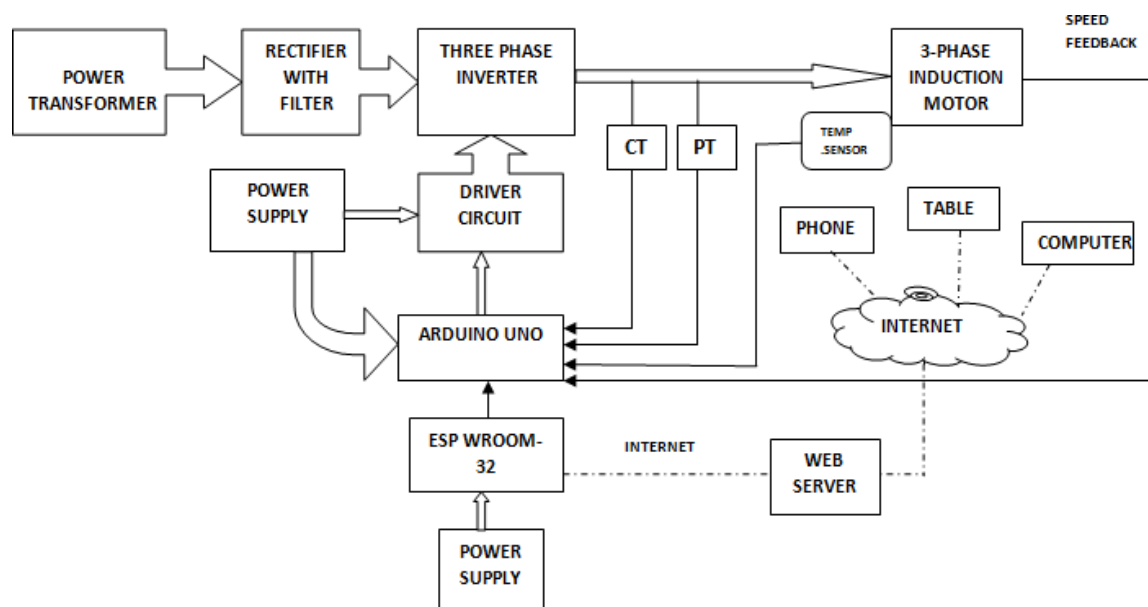 SPEED
FEEDBACK
POWER
TRANSFORMER
RECTIFIER
WITH
FILTER
THREE PHASE
INVERTER
3-PHASE
INDUCTION
MOTOR
CT
PT
TEMP
.SENSOR
POWER
SUPPLY
DRIVER
CIRCUIT
PHONE
TABLE
COMPUTER
INTERNET
ARDUINO UNO
ESP WROOM-
32
INTERNET
WEB
SERVER
POWER
SUPPLY